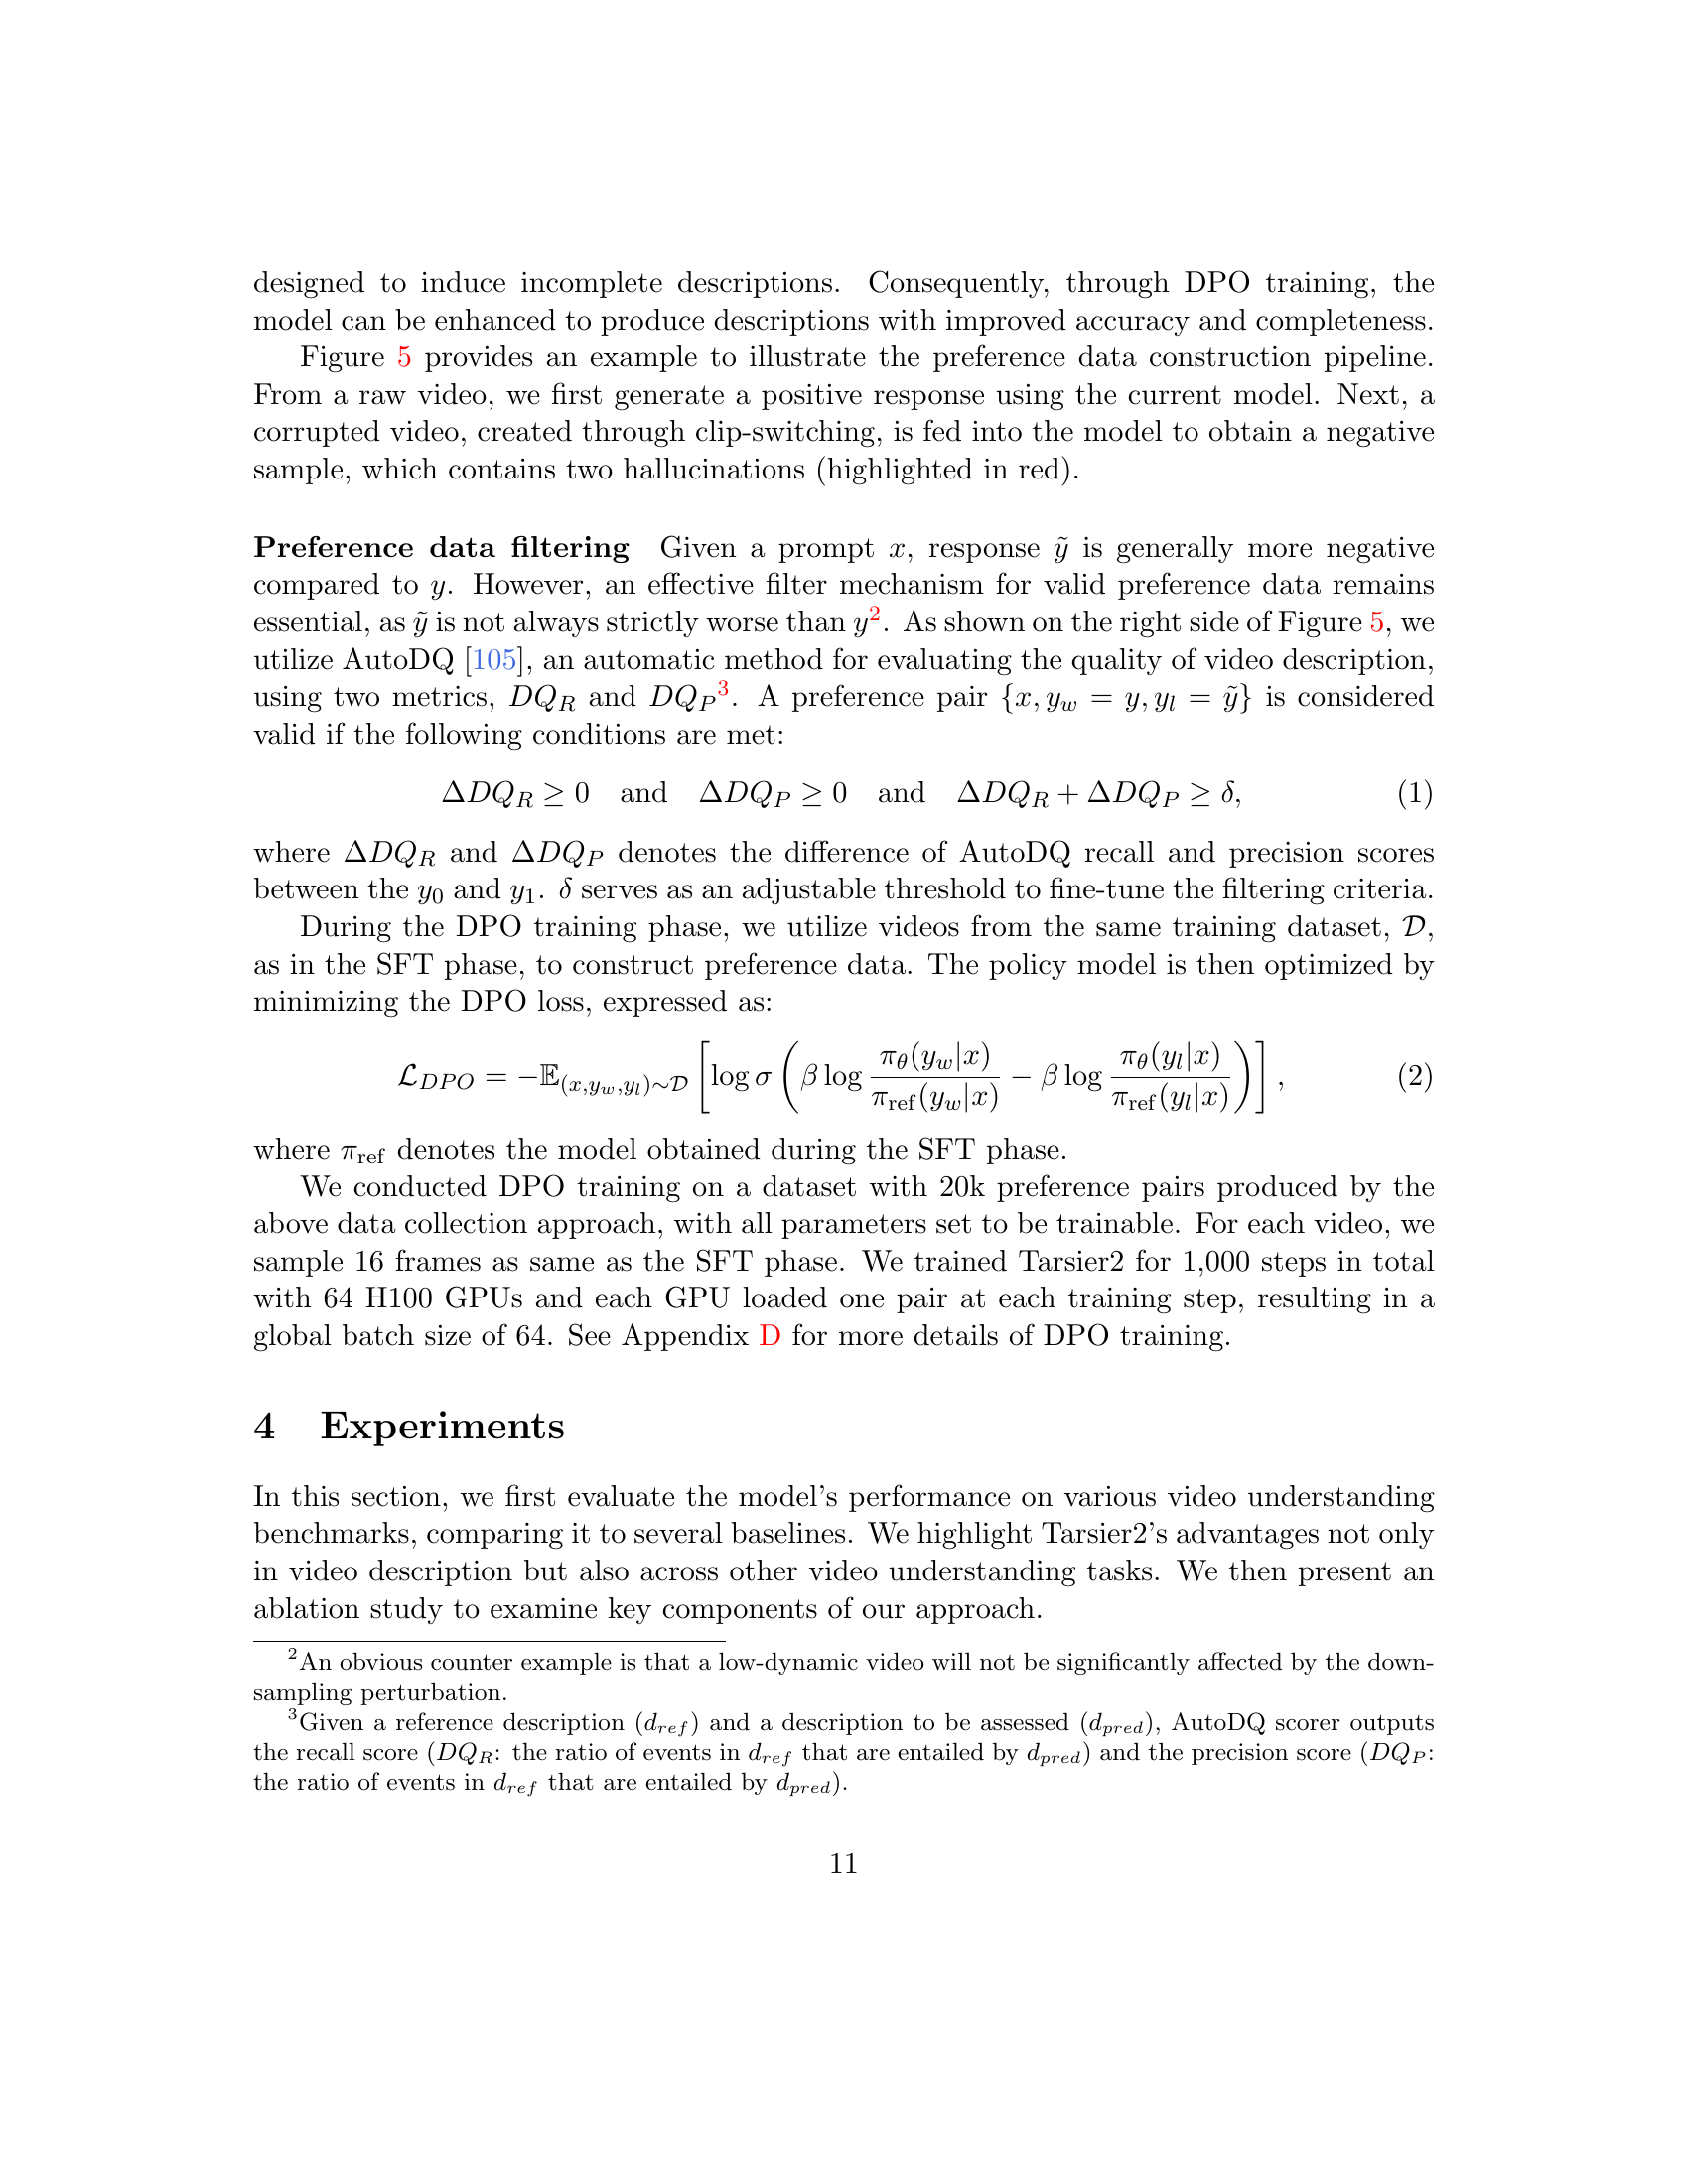 designed to induce incomplete descriptions. Consequently, through DPO training, the
model can be enhanced to produce descriptions with improved accuracy and completeness.
Figure 5 provides an example to illustrate the preference data construction pipeline.
From a raw video, we first generate a positive response using the current model. Next, a
corrupted video, created through clip-switching, is fed into the model to obtain a negative
sample, which contains two hallucinations (highlighted in red).
Preference data filtering Given a prompt $x$, response $\tilde{y}$ is generally more negative
compared to $y$. However, an effective filter mechanism for valid preference data remains
essential, as $\tilde{y}$ is not always strictly worse than $y$$^2$. As shown on the right side of Figure 5, we
utilize AutoDQ [105], an automatic method for evaluating the quality of video description,
using two metrics, $DQ_R$ and $DQ_P$$^3$. A preference pair $\{x, y_w = y, y_l = \tilde{y}\}$ is considered
valid if the following conditions are met:
$\Delta DQ_R \geq 0$ and $\Delta DQ_P \geq 0$ and $\Delta DQ_R + \Delta DQ_P \geq \delta$, (1)
where $\Delta DQ_R$ and $\Delta DQ_P$ denotes the difference of AutoDQ recall and precision scores
between the $y_0$ and $y_1$. $\delta$ serves as an adjustable threshold to fine-tune the filtering criteria.
During the DPO training phase, we utilize videos from the same training dataset, $\mathcal{D}$,
as in the SFT phase, to construct preference data. The policy model is then optimized by
minimizing the DPO loss, expressed as:
$\mathcal{L}_{DPO} = -\mathbb{E}_{(x,y_w,y_l)\sim\mathcal{D}} \left[ \log \sigma \left( \beta \log \frac{\pi_\theta(y_w|x)}{\pi_{\text{ref}}(y_w|x)} - \beta \log \frac{\pi_\theta(y_l|x)}{\pi_{\text{ref}}(y_l|x)} \right) \right]$, (2)
where $\pi_{\text{ref}}$ denotes the model obtained during the SFT phase.
We conducted DPO training on a dataset with 20k preference pairs produced by the
above data collection approach, with all parameters set to be trainable. For each video, we
sample 16 frames as same as the SFT phase. We trained Tarsier2 for 1,000 steps in total
with 64 H100 GPUs and each GPU loaded one pair at each training step, resulting in a
global batch size of 64. See Appendix D for more details of DPO training.
4 Experiments
In this section, we first evaluate the model's performance on various video understanding
benchmarks, comparing it to several baselines. We highlight Tarsier2's advantages not only
in video description but also across other video understanding tasks. We then present an
ablation study to examine key components of our approach.
$^2$An obvious counter example is that a low-dynamic video will not be significantly affected by the down-
sampling perturbation.
$^3$Given a reference description ($d_{ref}$) and a description to be assessed ($d_{pred}$), AutoDQ scorer outputs
the recall score ($DQ_R$: the ratio of events in $d_{ref}$ that are entailed by $d_{pred}$) and the precision score ($DQ_P$:
the ratio of events in $d_{ref}$ that are entailed by $d_{pred}$).
11